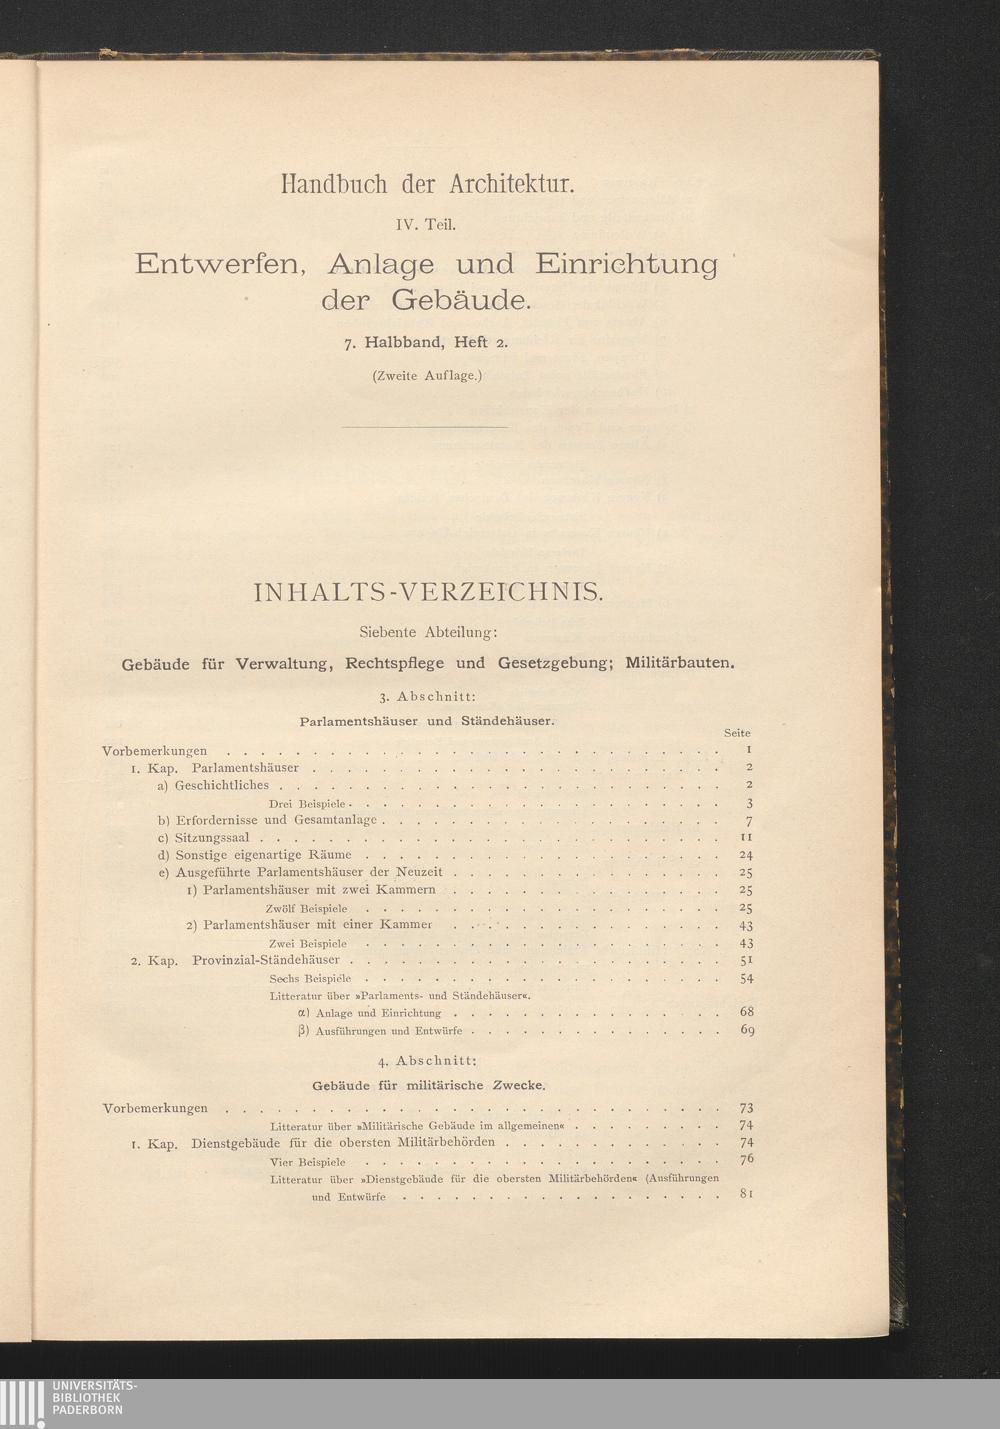 Handbuch der Architektur.
IV. Teil.
Entwerfen, Anlage und Einrichtung
der Gebäude.
7. Halbband, Heft 2.
(Zweite Auflage.)
INHALTS-VERZEICHNIS.
Siebente Abteilung:
Gebäude für Verwaltung, Rechtspflege und Gesetzgebung; Militärbauten.
3. Abschnitt:
Parlamentshäuser und Ständehäuser.
Seite
Vorbemerkungen . . . . . . . . . . 1
1. Kap. Parlamentshäuser . . . . . . . . . . 2
a) Geschichtliches . . . . . . . . . . 2
Drei Beispiele . . . . . . . . . . 3
b) Erfordernisse und Gesamtanlage . . . . . . . . . . 7
c) Sitzungssaal . . . . . . . . . . 11
d) Sonstige eigenartige Räume . . . . . . . . . . 24
e) Ausgeführte Parlamentshäuser der Neuzeit . . . . . . . . . . 25
1) Parlamentshäuser mit zwei Kammern . . . . . . . . . . 25
Zwölf Beispiele . . . . . . . . . . 25
2) Parlamentshäuser mit einer Kammer . . . . . . . . . . 43
Zwei Beispiele . . . . . . . . . . 43
2. Kap. Provinzial-Ständehäuser . . . . . . . . . . 51
Sechs Beispiele . . . . . . . . . . 54
Litteratur über »Parlaments- und Ständehäuser«.
α) Anlage und Einrichtung . . . . . . . . . . 68
β) Ausführungen und Entwürfe . . . . . . . . . . 69
4. Abschnitt:
Gebäude für militärische Zwecke.
Vorbemerkungen . . . . . . . . . . 73
Litteratur über »Militärische Gebäude im allgemeinen« . . . . . . . . . 74
1. Kap. Dienstgebäude für die obersten Militärbehörden . . . . . . . . . . 74
Vier Beispiele . . . . . . . . . . 76
Litteratur über »Dienstgebäude für die obersten Militärbehörden« (Ausführungen
und Entwürfe . . . . . . . . . . 81
UNIVERSITÄTS-
BIBLIOTHEK
PADERBORN